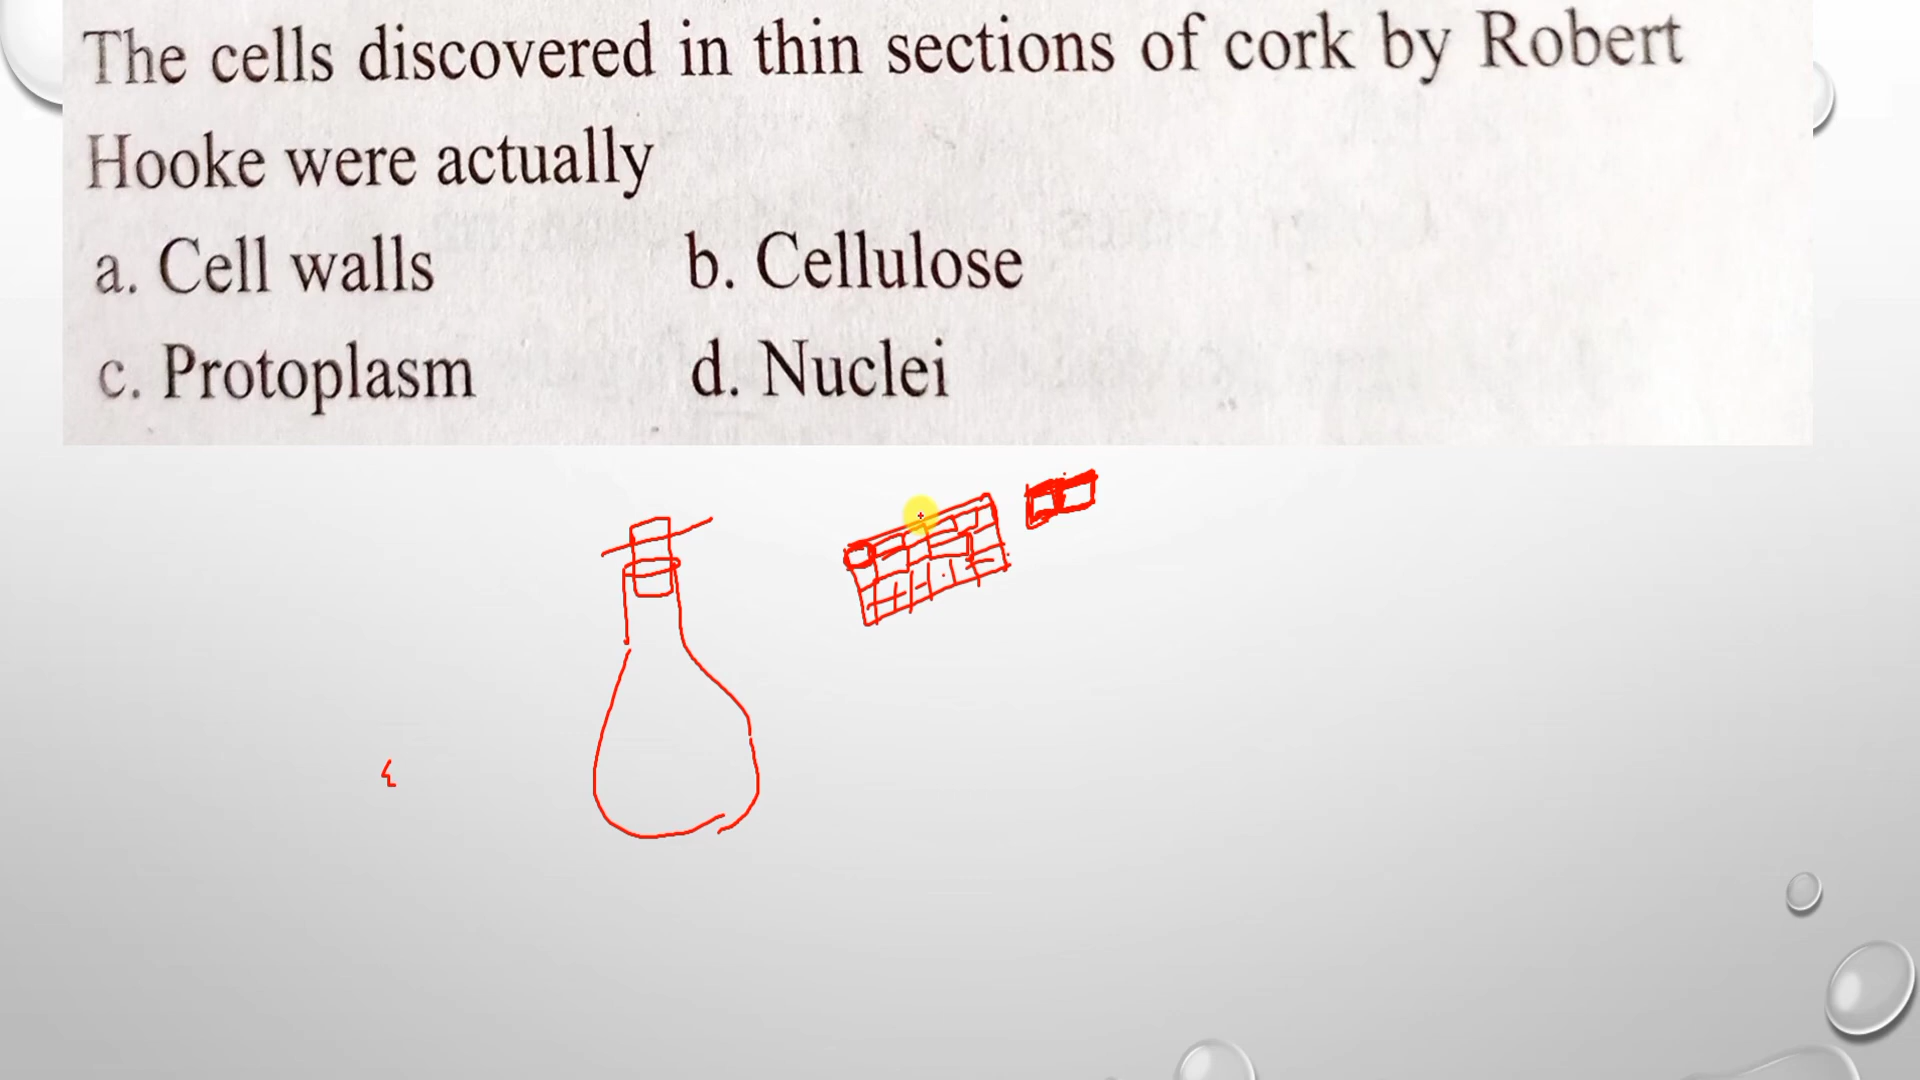 The cells discovered in thin sections of cork by Robert
Hooke were actually
a. Cell walls b. Cellulose
c. Protoplasm d. Nuclei